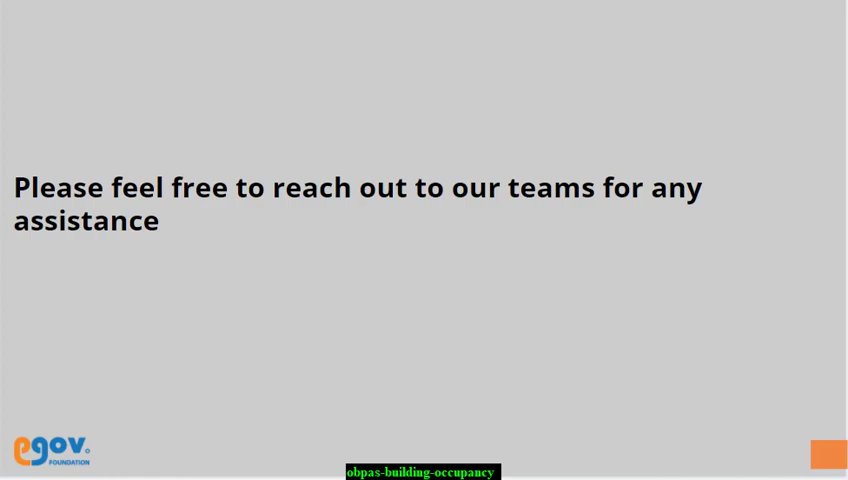 Please feel free to reach out to our teams for any
assistance
egov
FOUNDATION
obpas-building-occupancy